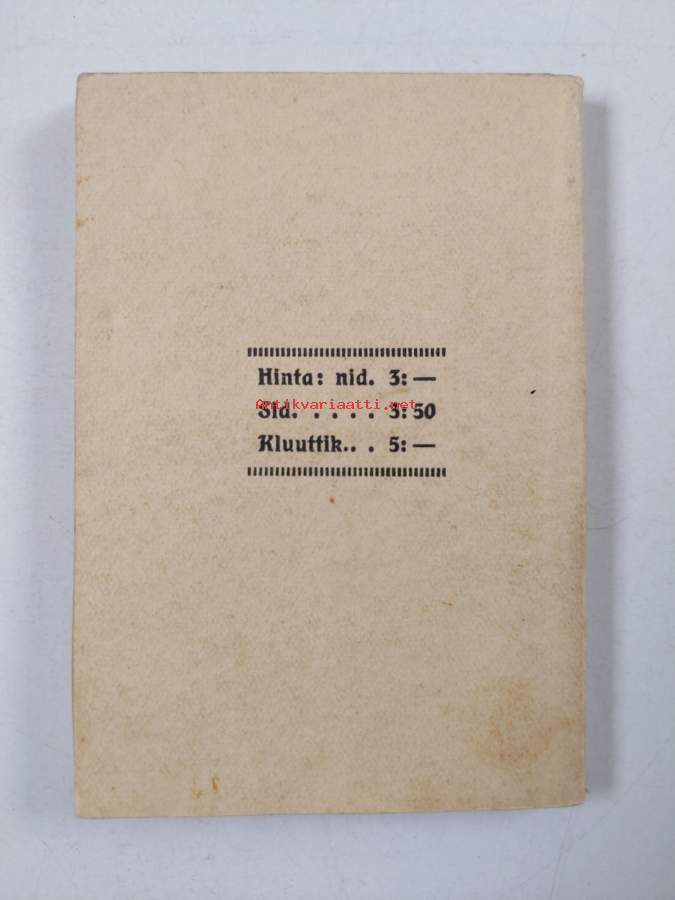 Hinta: nid. 3: —
Sid. . . . . 3: 50
Antikvariaatti.net
Kluuttik.. . 5: —